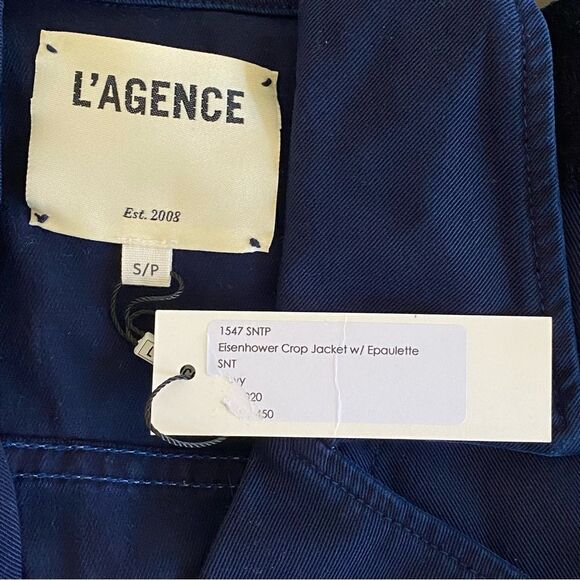 L'AGENCE
Est. 2008
S/P
1547 SNTP
Eisenhower Crop Jacket w/ Epaulette
SNT